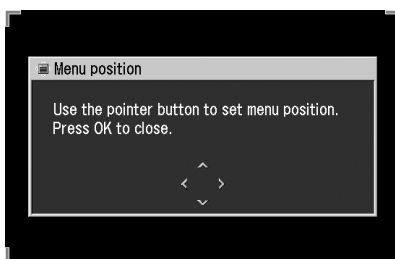 Menu position
Use the pointer button to set menu position.
Press OK to close.